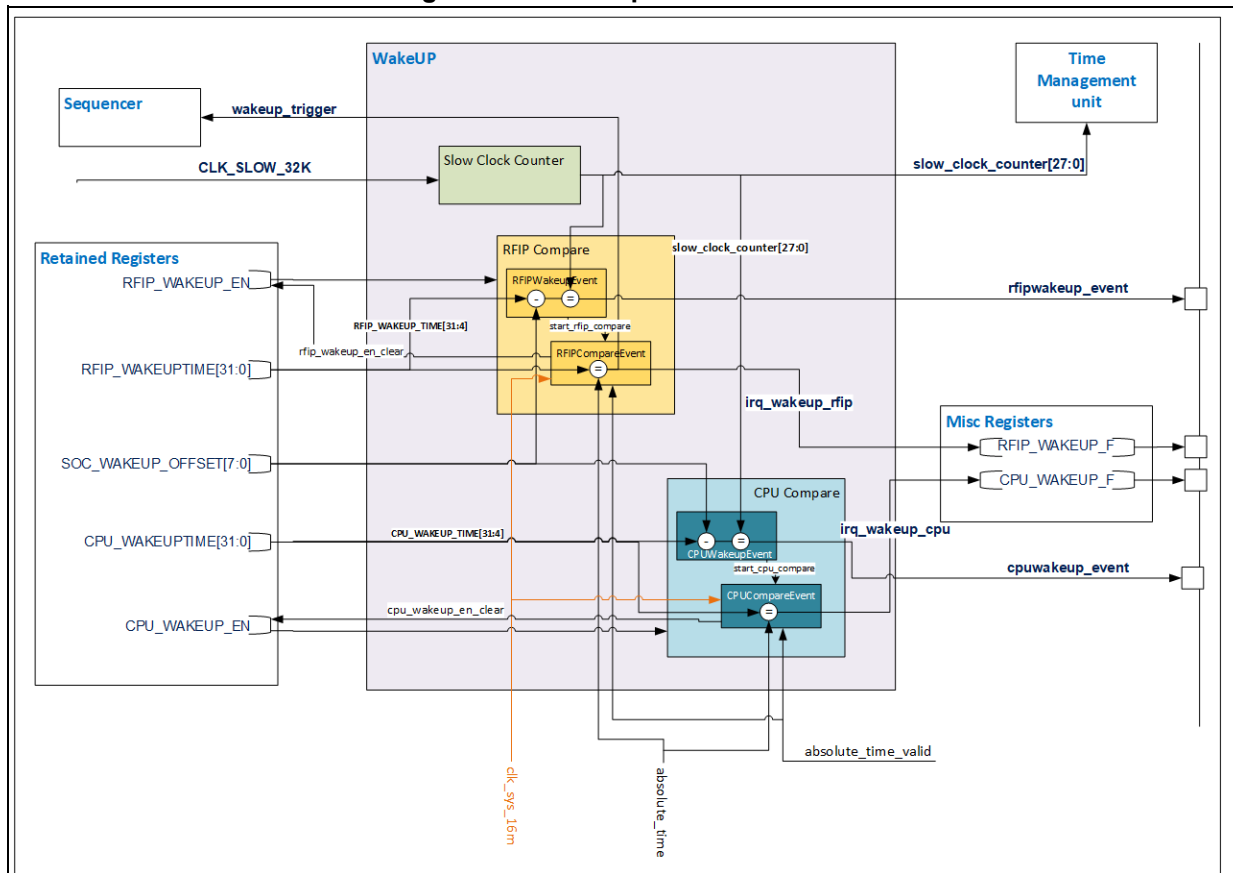 WakeUP
Time
Management
unit
Sequencer
wakeup_trigger
Slow Clock Counter
CLK_SLOW_32K
slow_clock_counter[27:0]
Retained Registers
RFIP_WAKEUP_EN
RFIP Compare
slow_clock_counter[27:0]
RFIPWakeupEvent
- =
rfipwakeup_event
RFIP_WAKEUP_TIME[31:4]
start_rfip_compare
rfip_wakeup_en_clear
RFIPCompareEvent
RFIP_WAKEUPTIME[31:0]
=
irq_wakeup_rfip
Misc Registers
RFIP_WAKEUP_F
SOC_WAKEUP_OFFSET[7:0]
CPU_WAKEUP_F
CPU Compare
CPU_WAKEUPTIME[31:0]
CPU_WAKEUP_TIME[31:4]
- =
irq_wakeup_cpu
CPUWakeupEvent
start_cpu_compare
cpuwakeup_event
CPUCompareEvent
cpu_wakeup_en_clear
=
CPU_WAKEUP_EN
absolute_time_valid
clk_sys_16m
absolute_time